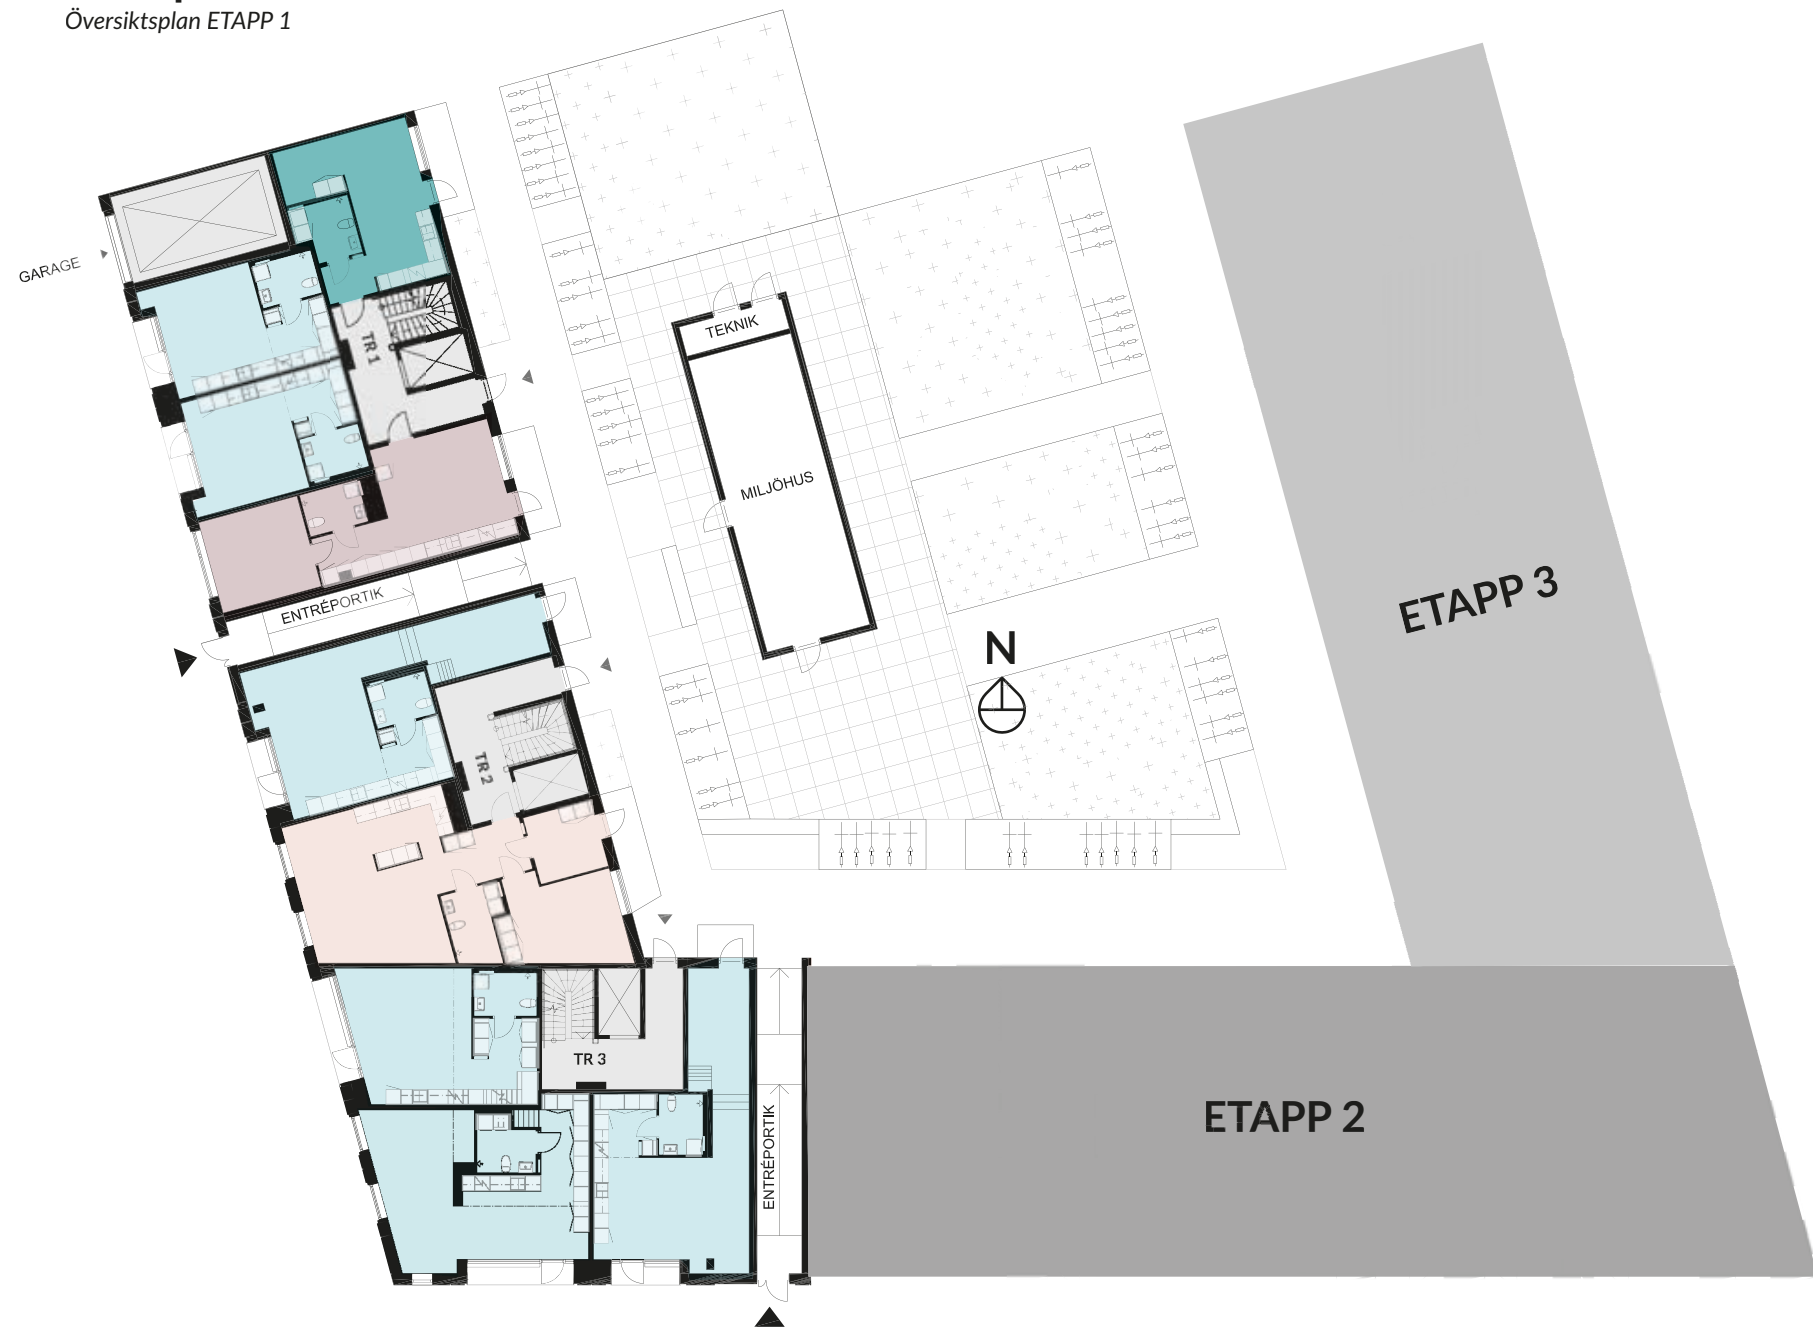 Översiktsplan ETAPP 1
GARAGE
TEKNIK
TR 1
MILJÖHUS
ETAPP 3
ENTRÉPORTIK
N
TR 2
TR 3
ETAPP 2
ENTRÉPORTIK